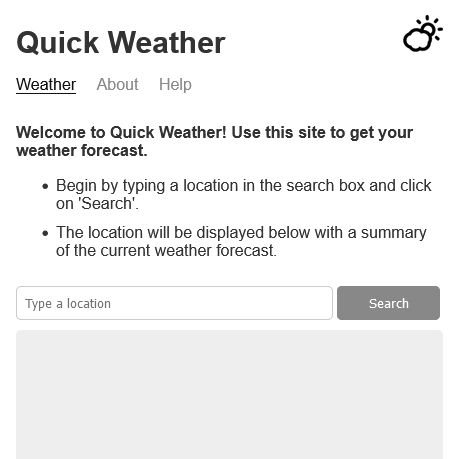 Quick Weather
Weather About Help
Welcome to Quick Weather! Use this site to get your
weather forecast.
Begin by typing a location in the search box and click
on 'Search'.
The location will be displayed below with a summary
of the current weather forecast.
Type a location Search